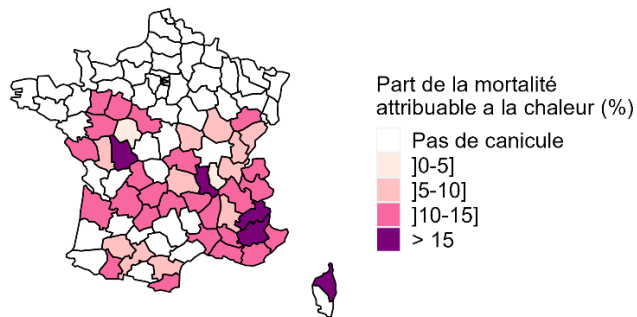 Part de la mortalité
attribuable a la chaleur (%)
Pas de canicule
]0-5]
]5-10]
]10-15]
> 15